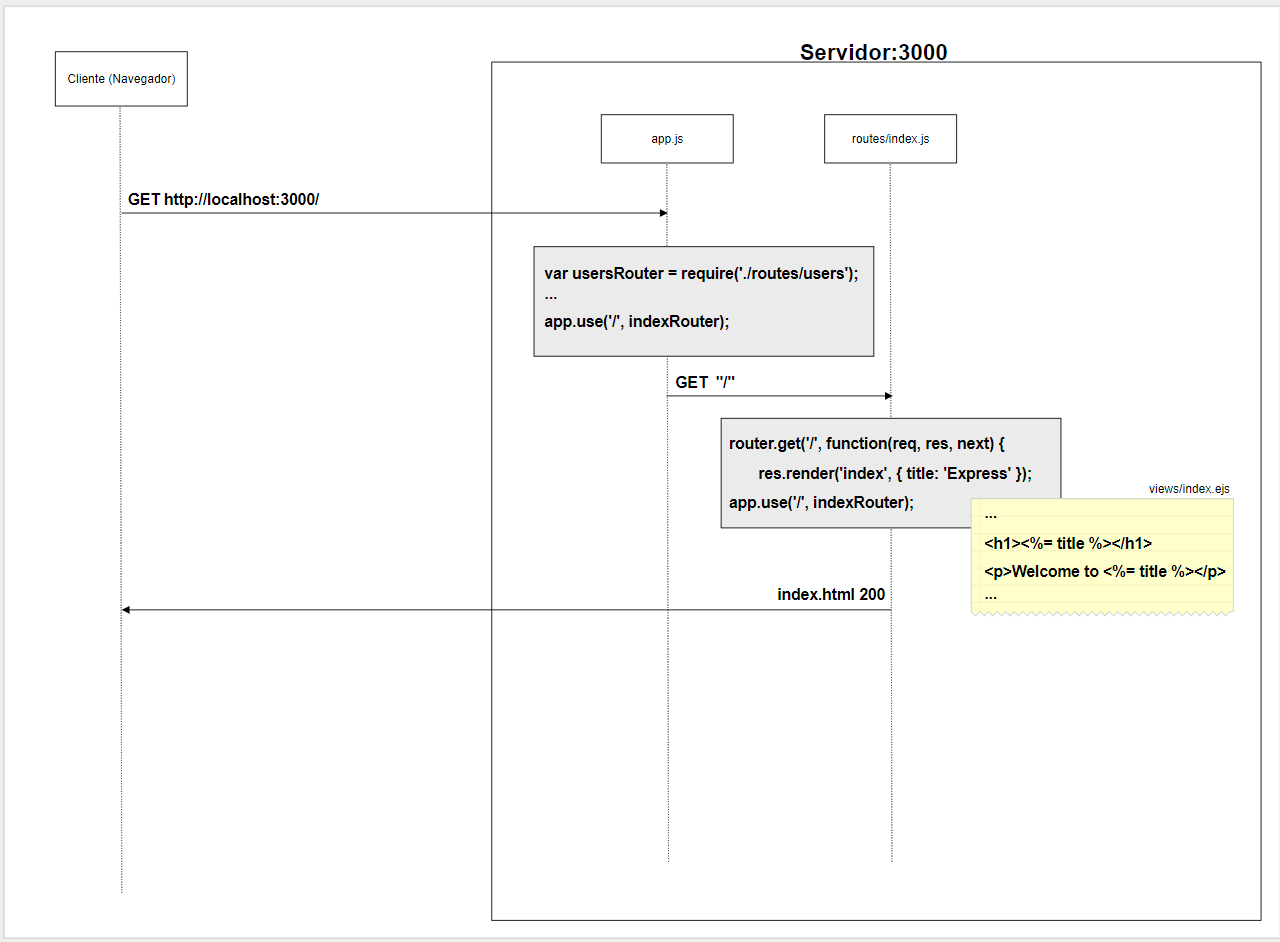 Servidor:3000
Cliente (Navegador)
app.js
routes/index.js
GET http://localhost:3000/
var usersRouter = require('./routes/users');
...
app.use('/', indexRouter);
GET "/"
router.get('/', function(req, res, next) {
res.render('index', { title: 'Express' });
app.use('/', indexRouter);
views/index.ejs
...
<h1><%= title %></h1>
<p>Welcome to <%= title %></p>
...
index.html 200